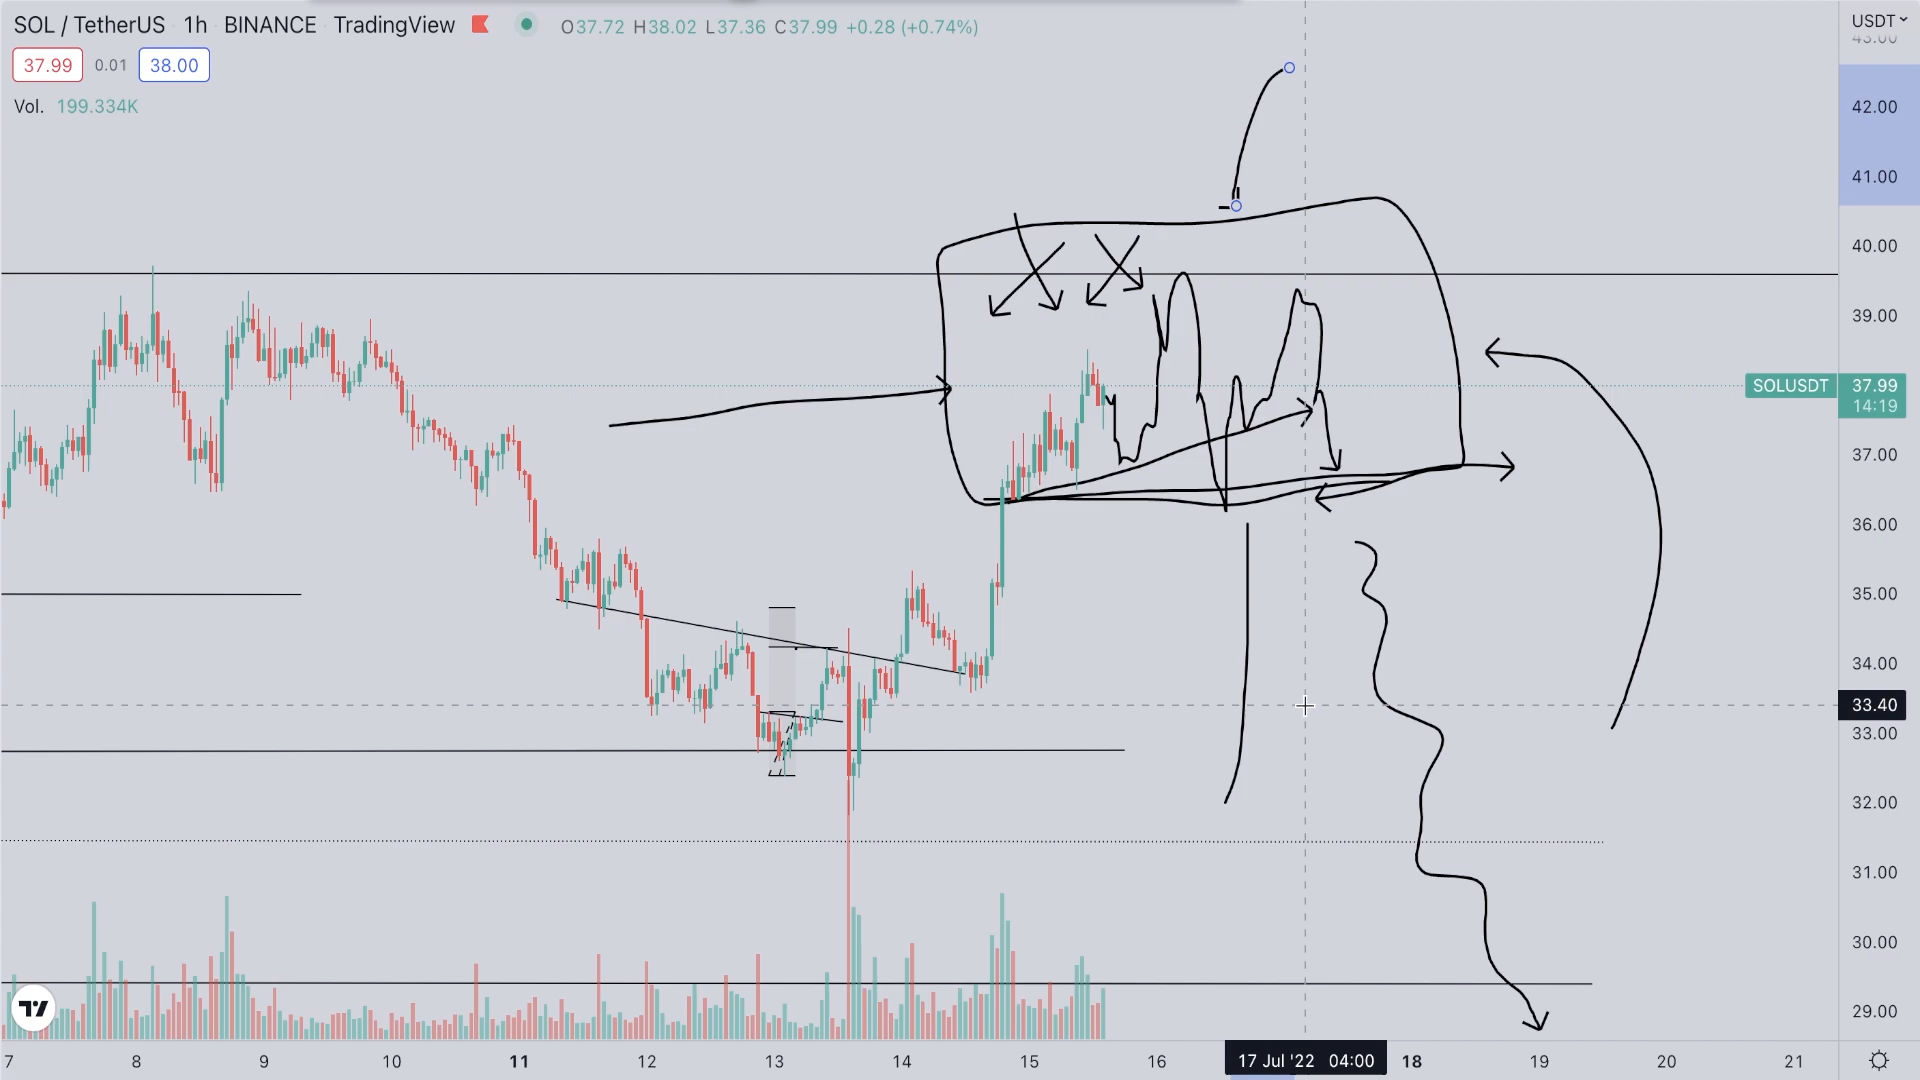 SOL / TetherUS 1h BINANCE TradingView O37.72 H38.02 L37.36 C37.99 +0.28 (+0.74%)
37.99 0.01 38.00
Vol. 199.334K
USDT
43.00
42.00
41.00
40.00
39.00
SOLUSDT 37.99
14:19
37.00
36.00
35.00
34.00
33.40
33.00
32.00
31.00
30.00
29.00
7 8 9 10 11 12 13 14 15 16 17 Jul '22 04:00 18 19 20 21